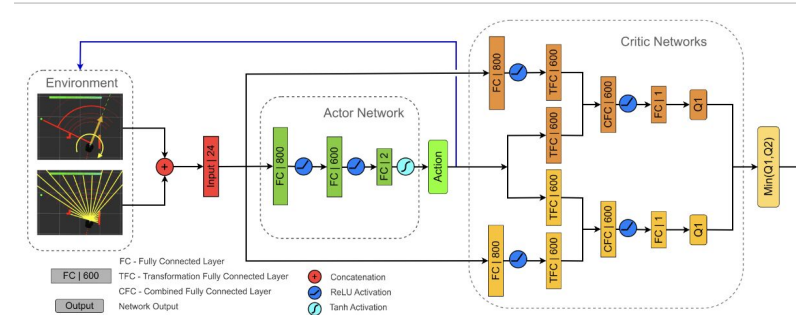 Environment
Input | 24
Actor Network
FC | 800
FC | 600
FC | 2
Action
Critic Networks
FC | 800
TFC | 600
TFC | 600
CFC | 600
FC | 1
Q1
TFC | 600
FC | 800
TFC | 600
CFC | 600
FC | 1
Q1
Min(Q1,Q2)
FC - Fully Connected Layer
FC | 600
TFC - Transformation Fully Connected Layer
CFC - Combined Fully Connected Layer
Output
Network Output
Concatenation
ReLU Activation
Tanh Activation